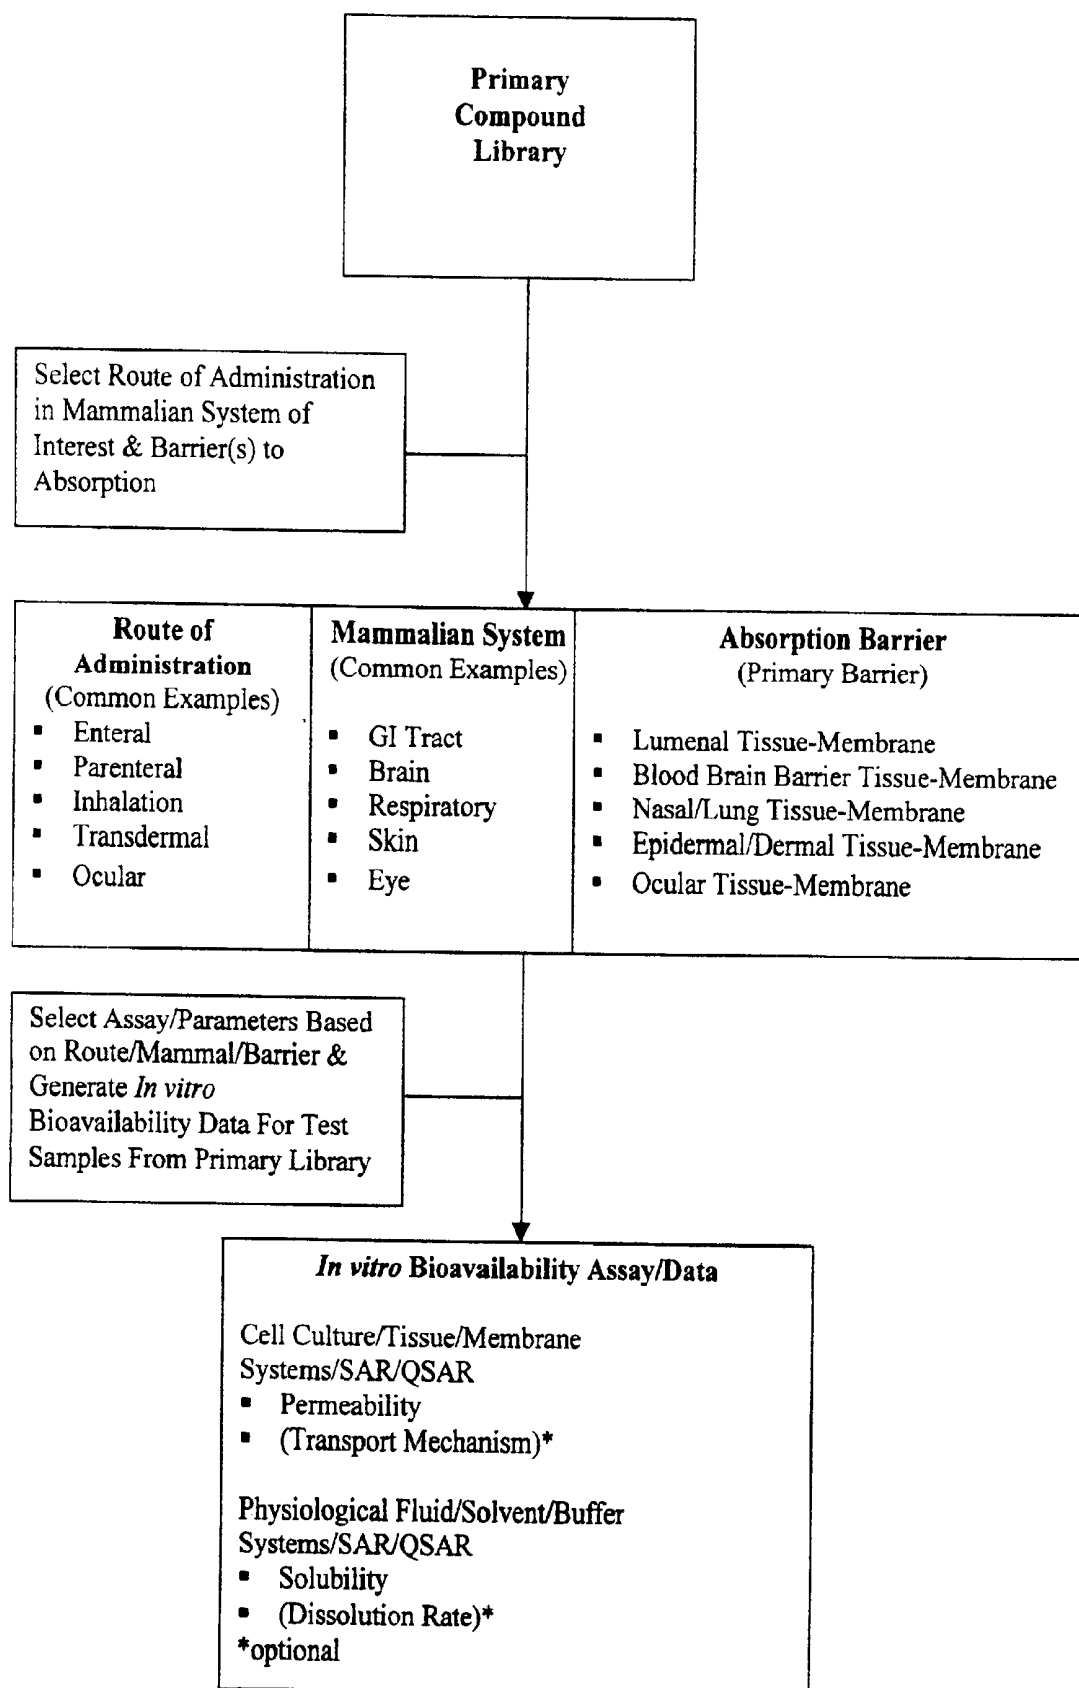 Primary
Compound
Library
Select Route of Administration
in Mammalian System of
Interest & Barrier(s) to
Absorption
Route of
Administration
(Common Examples)
▪ Enteral
▪ Parenteral
▪ Inhalation
▪ Transdermal
▪ Ocular
Mammalian System
(Common Examples)
▪ GI Tract
▪ Brain
▪ Respiratory
▪ Skin
▪ Eye
Absorption Barrier
(Primary Barrier)
▪ Lumenal Tissue-Membrane
▪ Blood Brain Barrier Tissue-Membrane
▪ Nasal/Lung Tissue-Membrane
▪ Epidermal/Dermal Tissue-Membrane
▪ Ocular Tissue-Membrane
Select Assay/Parameters Based
on Route/Mammal/Barrier &
Generate In vitro
Bioavailability Data For Test
Samples From Primary Library
In vitro Bioavailability Assay/Data
Cell Culture/Tissue/Membrane
Systems/SAR/QSAR
▪ Permeability
▪ (Transport Mechanism)*
Physiological Fluid/Solvent/Buffer
Systems/SAR/QSAR
▪ Solubility
▪ (Dissolution Rate)*
*optional